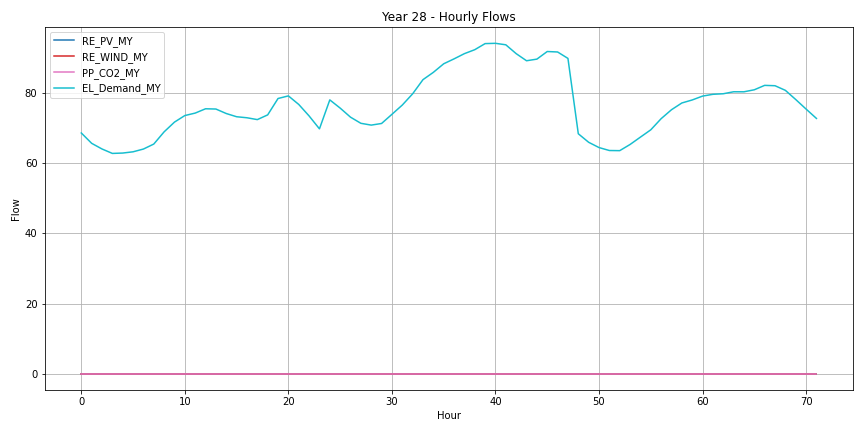 Year 28 - Hourly Flows
RE_PV_MY
RE_WIND_MY
PP_CO2_MY
EL_Demand_MY
Flow
80
60
40
20
0
0 10 20 30 40 50 60 70
Hour